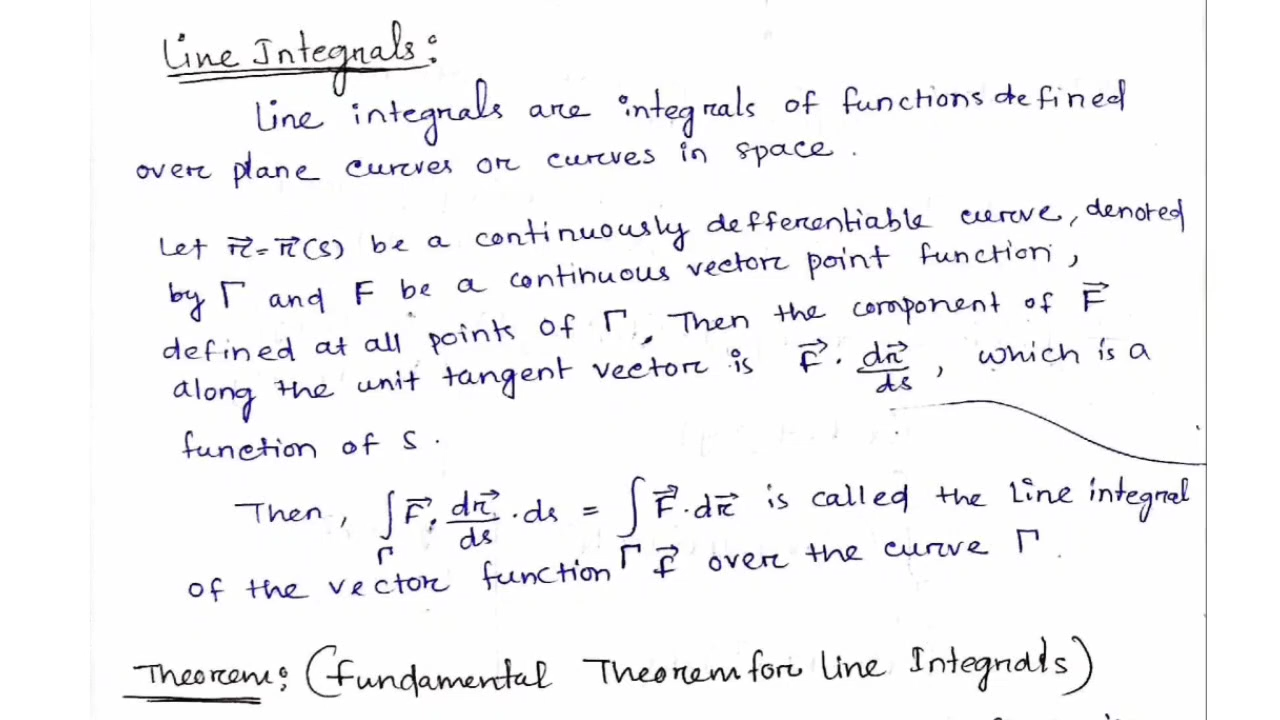 Line Integrals:
Line integrals are integrals of functions defined
over plane curves or curves in space.
Let r⃗ = r⃗(s) be a continuously defferentiable curve, denoted
by Γ and F be a continuous vector point function,
defined at all points of Γ. Then the component of F⃗
along the unit tangent vector is F⃗ · dr⃗/ds, which is a
function of s.
Then, ∫_Γ F⃗ · dr⃗/ds · ds = ∫_Γ F⃗ · dr⃗ is called the line integral
of the vector function F⃗ over the curve Γ.
Theorem: (Fundamental Theorem for line Integrals)